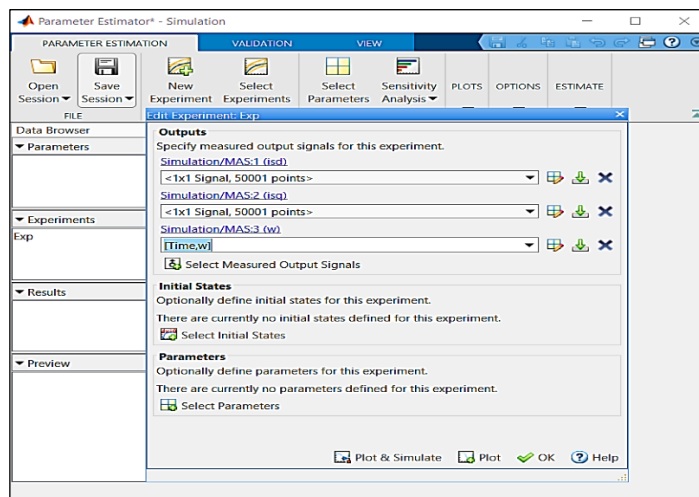 Parameter Estimator* - Simulation
PARAMETER ESTIMATION VALIDATION VIEW
Open Session Save Session New Experiment Select Experiments Select Parameters Sensitivity Analysis PLOTS OPTIONS ESTIMATE
FILE
Edit Experiment: Exp
Data Browser
Parameters
Experiments
Exp
Results
Preview
Outputs
Specify measured output signals for this experiment.
Simulation/MAS:1 (isd)
<1x1 Signal, 50001 points>
Simulation/MAS:2 (isq)
<1x1 Signal, 50001 points>
Simulation/MAS:3 (w)
[Time,w]
Select Measured Output Signals
Initial States
Optionally define initial states for this experiment.
There are currently no initial states defined for this experiment.
Select Initial States
Parameters
Optionally define parameters for this experiment.
There are currently no parameters defined for this experiment.
Select Parameters
Plot & Simulate Plot OK Help